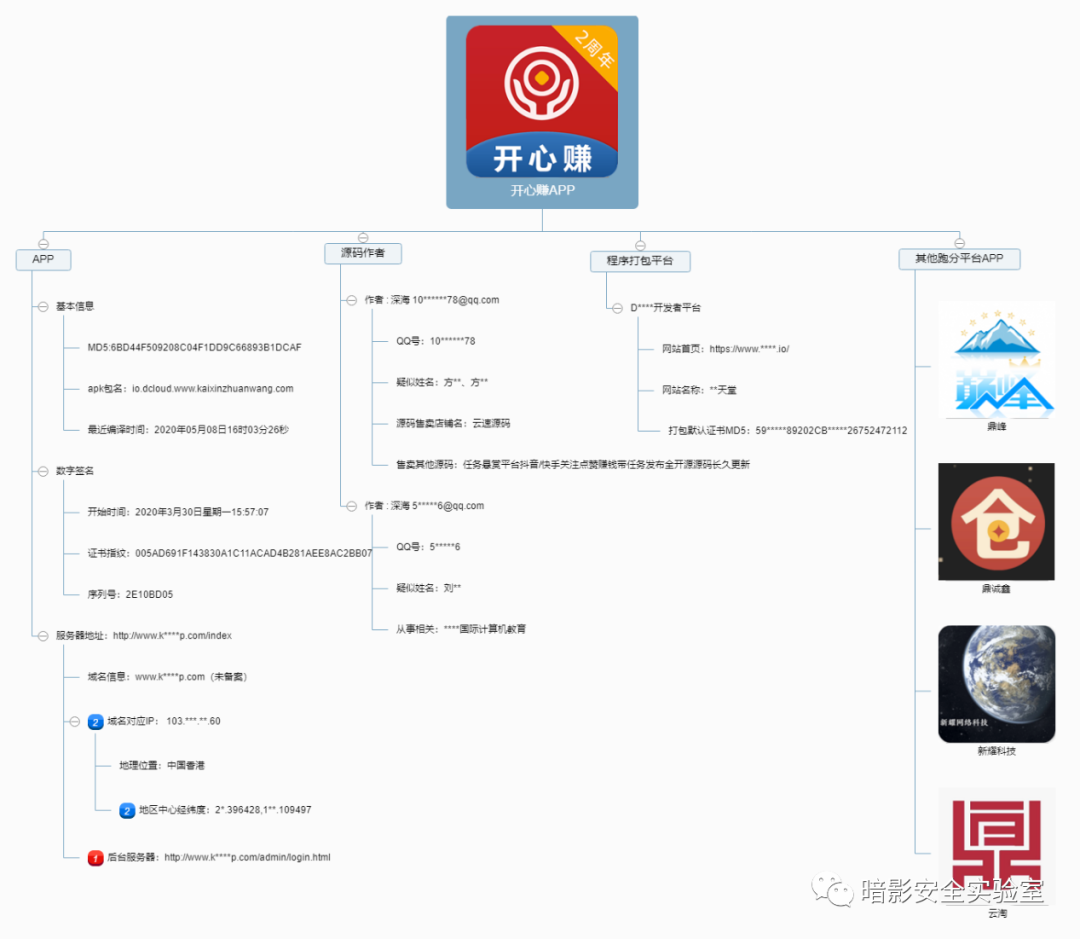 2周年
开心赚
开心赚APP
APP
基本信息
MD5:6BD44F509208C04F1DD9C66893B1DCAF
apk包名：io.dcloud.www.kaixinzhuanwang.com
最近编译时间：2020年05月08日16时03分26秒
数字签名
开始时间：2020年3月30日星期一15:57:07
证书指纹：005AD691F143830A1C11ACAD4B281AEE8AC2BB07
序列号：2E10BD05
服务器地址：http://www.k****p.com/index
域名信息：www.k****p.com（未备案）
2 域名对应IP： 103.***.**.60
地理位置：中国香港
2 地区中心经纬度：2*.396428,1**.109497
1 后台服务器：http://www.k****p.com/admin/login.html
源码作者
作者 : 深海 10******78@qq.com
QQ号：10******78
疑似姓名：方**、方**
源码售卖店铺名：云速源码
售卖其他源码：任务悬赏平台抖音/快手关注点赞赚钱带任务发布全开源源码长久更新
作者 : 深海 5*****6@qq.com
QQ号：5*****6
疑似姓名：刘**
从事相关：****国际计算机教育
程序打包平台
D****开发者平台
网站首页：https://www.****.io/
网站名称：**天堂
打包默认证书MD5：59*****89202CB*****26752472112
其他跑分平台APP
巅峰
鼎峰
仓
鼎诚鑫
新耀网络科技
新耀科技
鼎
云淘
暗影安全实验室